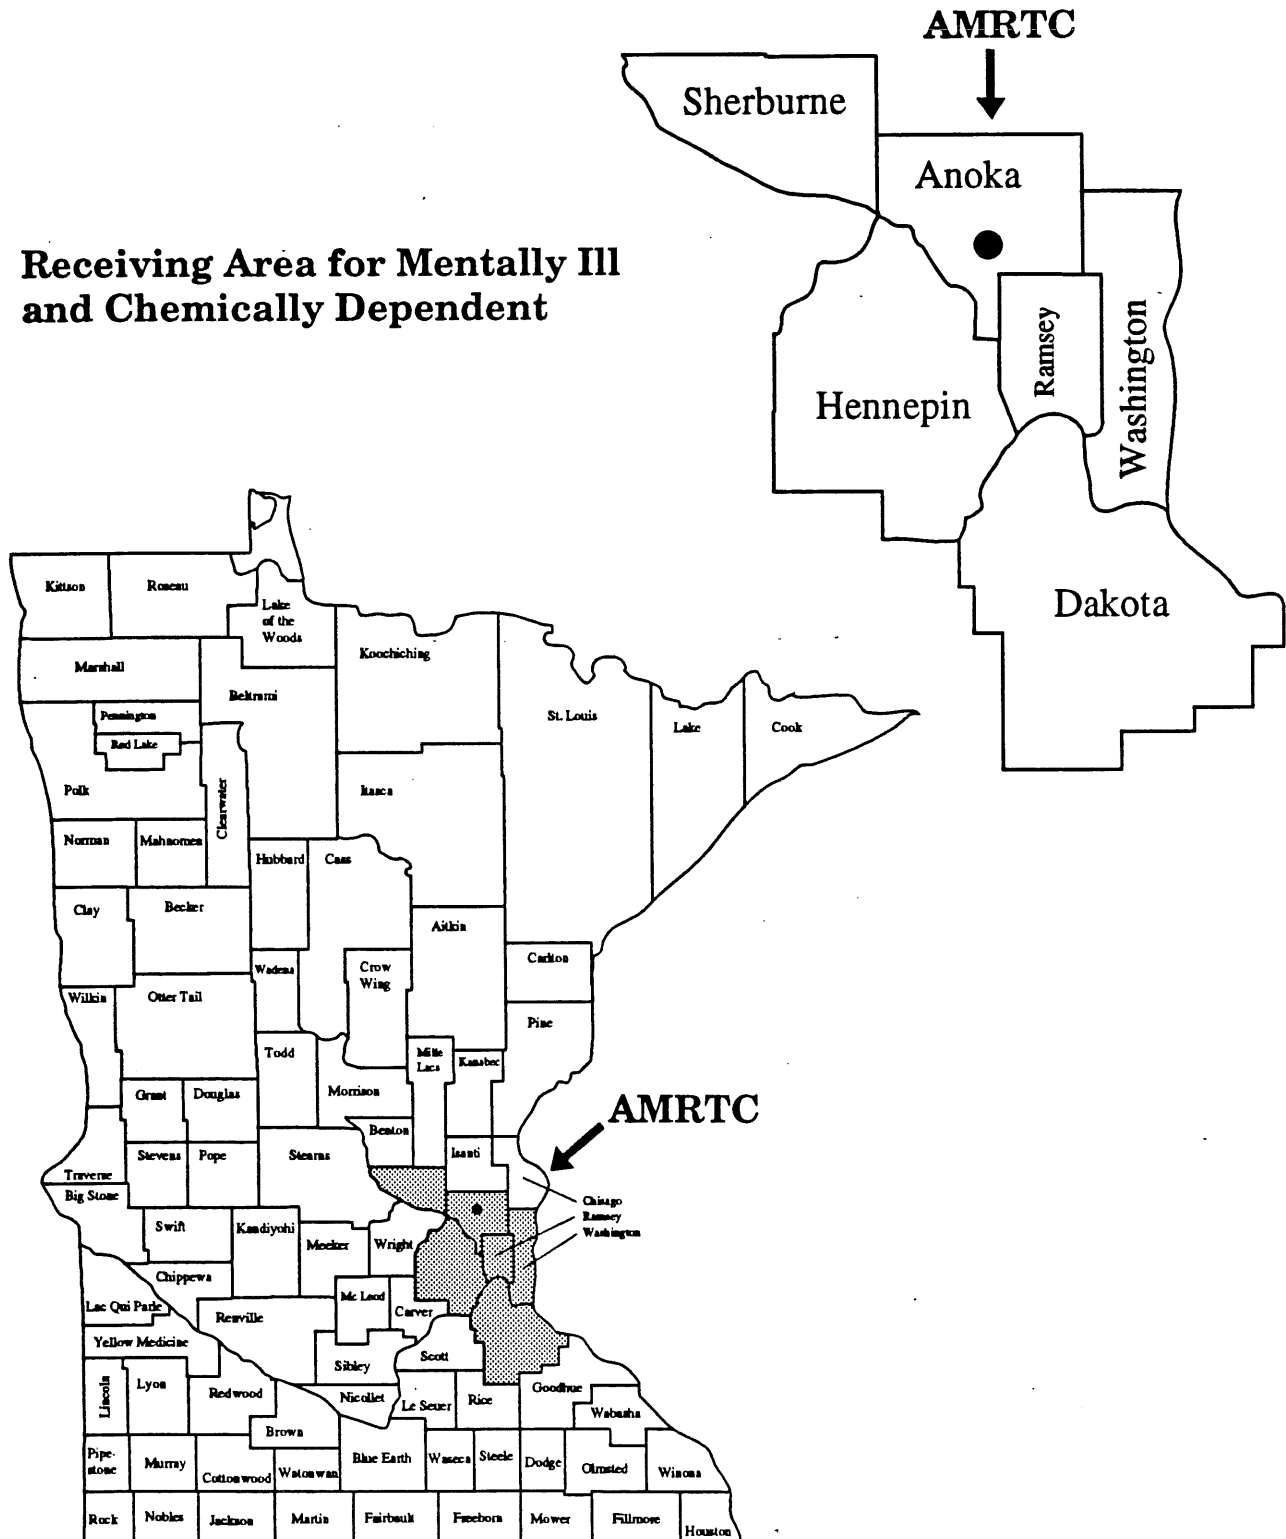 AMRTC
Sherburne
Anoka
Receiving Area for Mentally Ill
and Chemically Dependent
Ramsey
Washington
Hennepin
Dakota
Kittson
Roseau
Lake
of the
Woods
Koochiching
Marshall
Beltrami
Pennington
Red Lake
St. Louis
Lake
Cook
Polk
Clearwater
Itasca
Norman
Mahnomen
Hubbard
Cass
Clay
Becker
Aitkin
Wadena
Crow
Wing
Carlton
Wilkin
Otter Tail
Pine
Todd
Mille
Lacs
Kanabec
Grant
Douglas
Morrison
AMRTC
Benton
Stevens
Pope
Stearns
Isanti
Traverse
Big Stone
Chisago
Ramsey
Washington
Swift
Kandiyohi
Meeker
Wright
Chippewa
Lac Qui Parle
Mc Leod
Carver
Renville
Yellow Medicine
Scott
Sibley
Lincoln
Lyon
Redwood
Nicollet
Le Seuer
Rice
Goodhue
Wabasha
Brown
Pipe-
stone
Murray
Cottonwood
Watonwan
Blue Earth
Waseca
Steele
Dodge
Olmsted
Winona
Rock
Nobles
Jackson
Martin
Fairbault
Freeborn
Mower
Fillmore
Houston